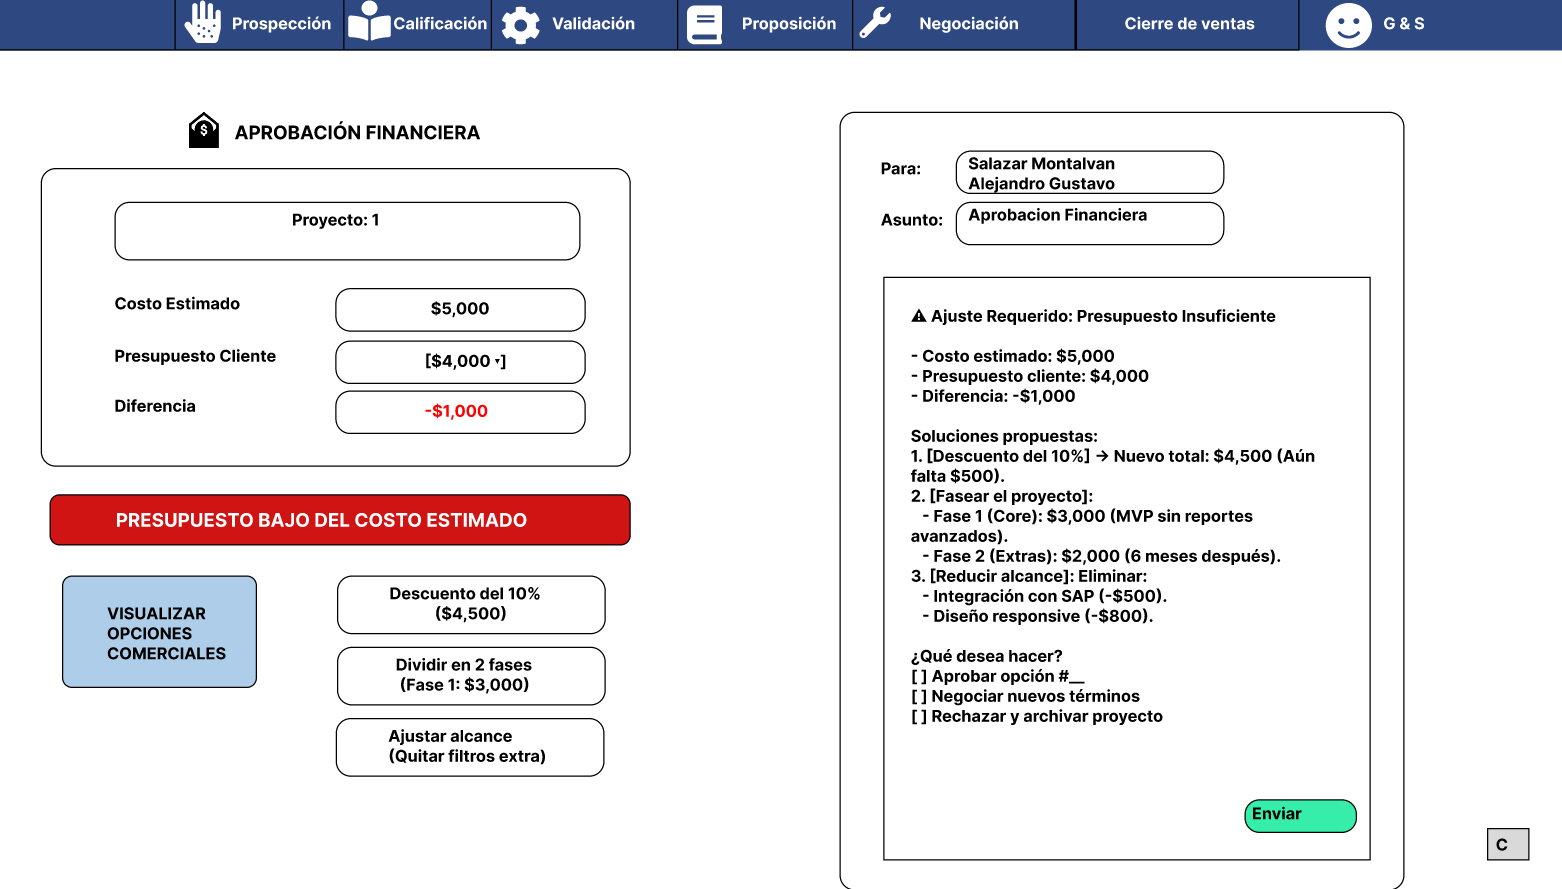 Prospección
Calificación
Validación
Proposición
Negociación
Cierre de ventas
G & S
$ APROBACIÓN FINANCIERA
Proyecto: 1
Costo Estimado
$5,000
Presupuesto Cliente
[$4,000 ▾]
Diferencia
-$1,000
PRESUPUESTO BAJO DEL COSTO ESTIMADO
VISUALIZAR
OPCIONES
COMERCIALES
Descuento del 10%
($4,500)
Dividir en 2 fases
(Fase 1: $3,000)
Ajustar alcance
(Quitar filtros extra)
Para:
Salazar Montalvan
Alejandro Gustavo
Asunto:
Aprobacion Financiera
⚠ Ajuste Requerido: Presupuesto Insuficiente
- Costo estimado: $5,000
- Presupuesto cliente: $4,000
- Diferencia: -$1,000
Soluciones propuestas:
1. [Descuento del 10%] → Nuevo total: $4,500 (Aún
falta $500).
2. [Fasear el proyecto]:
- Fase 1 (Core): $3,000 (MVP sin reportes
avanzados).
- Fase 2 (Extras): $2,000 (6 meses después).
3. [Reducir alcance]: Eliminar:
- Integración con SAP (-$500).
- Diseño responsive (-$800).
¿Qué desea hacer?
[ ] Aprobar opción #__
[ ] Negociar nuevos términos
[ ] Rechazar y archivar proyecto
Enviar
C